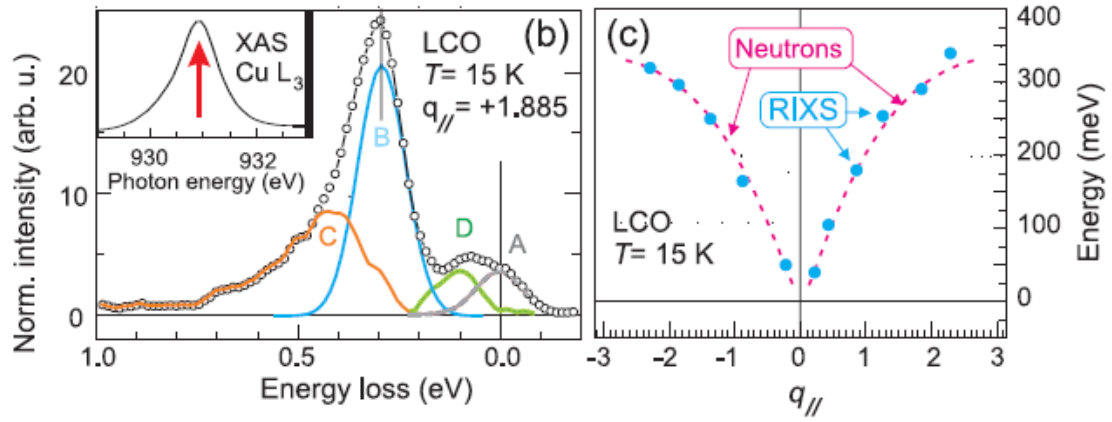 XAS
Cu L₃
930
932
Photon energy (eV)
(b)
LCO
T= 15 K
q// = +1.885
B
C
D
A
20
10
0
Norm. intensity (arb. u.)
1.0
0.5
0.0
Energy loss (eV)
(c)
Neutrons
RIXS
LCO
T= 15 K
400
300
200
100
0
Energy (meV)
-3
-2
-1
0
1
2
3
q//